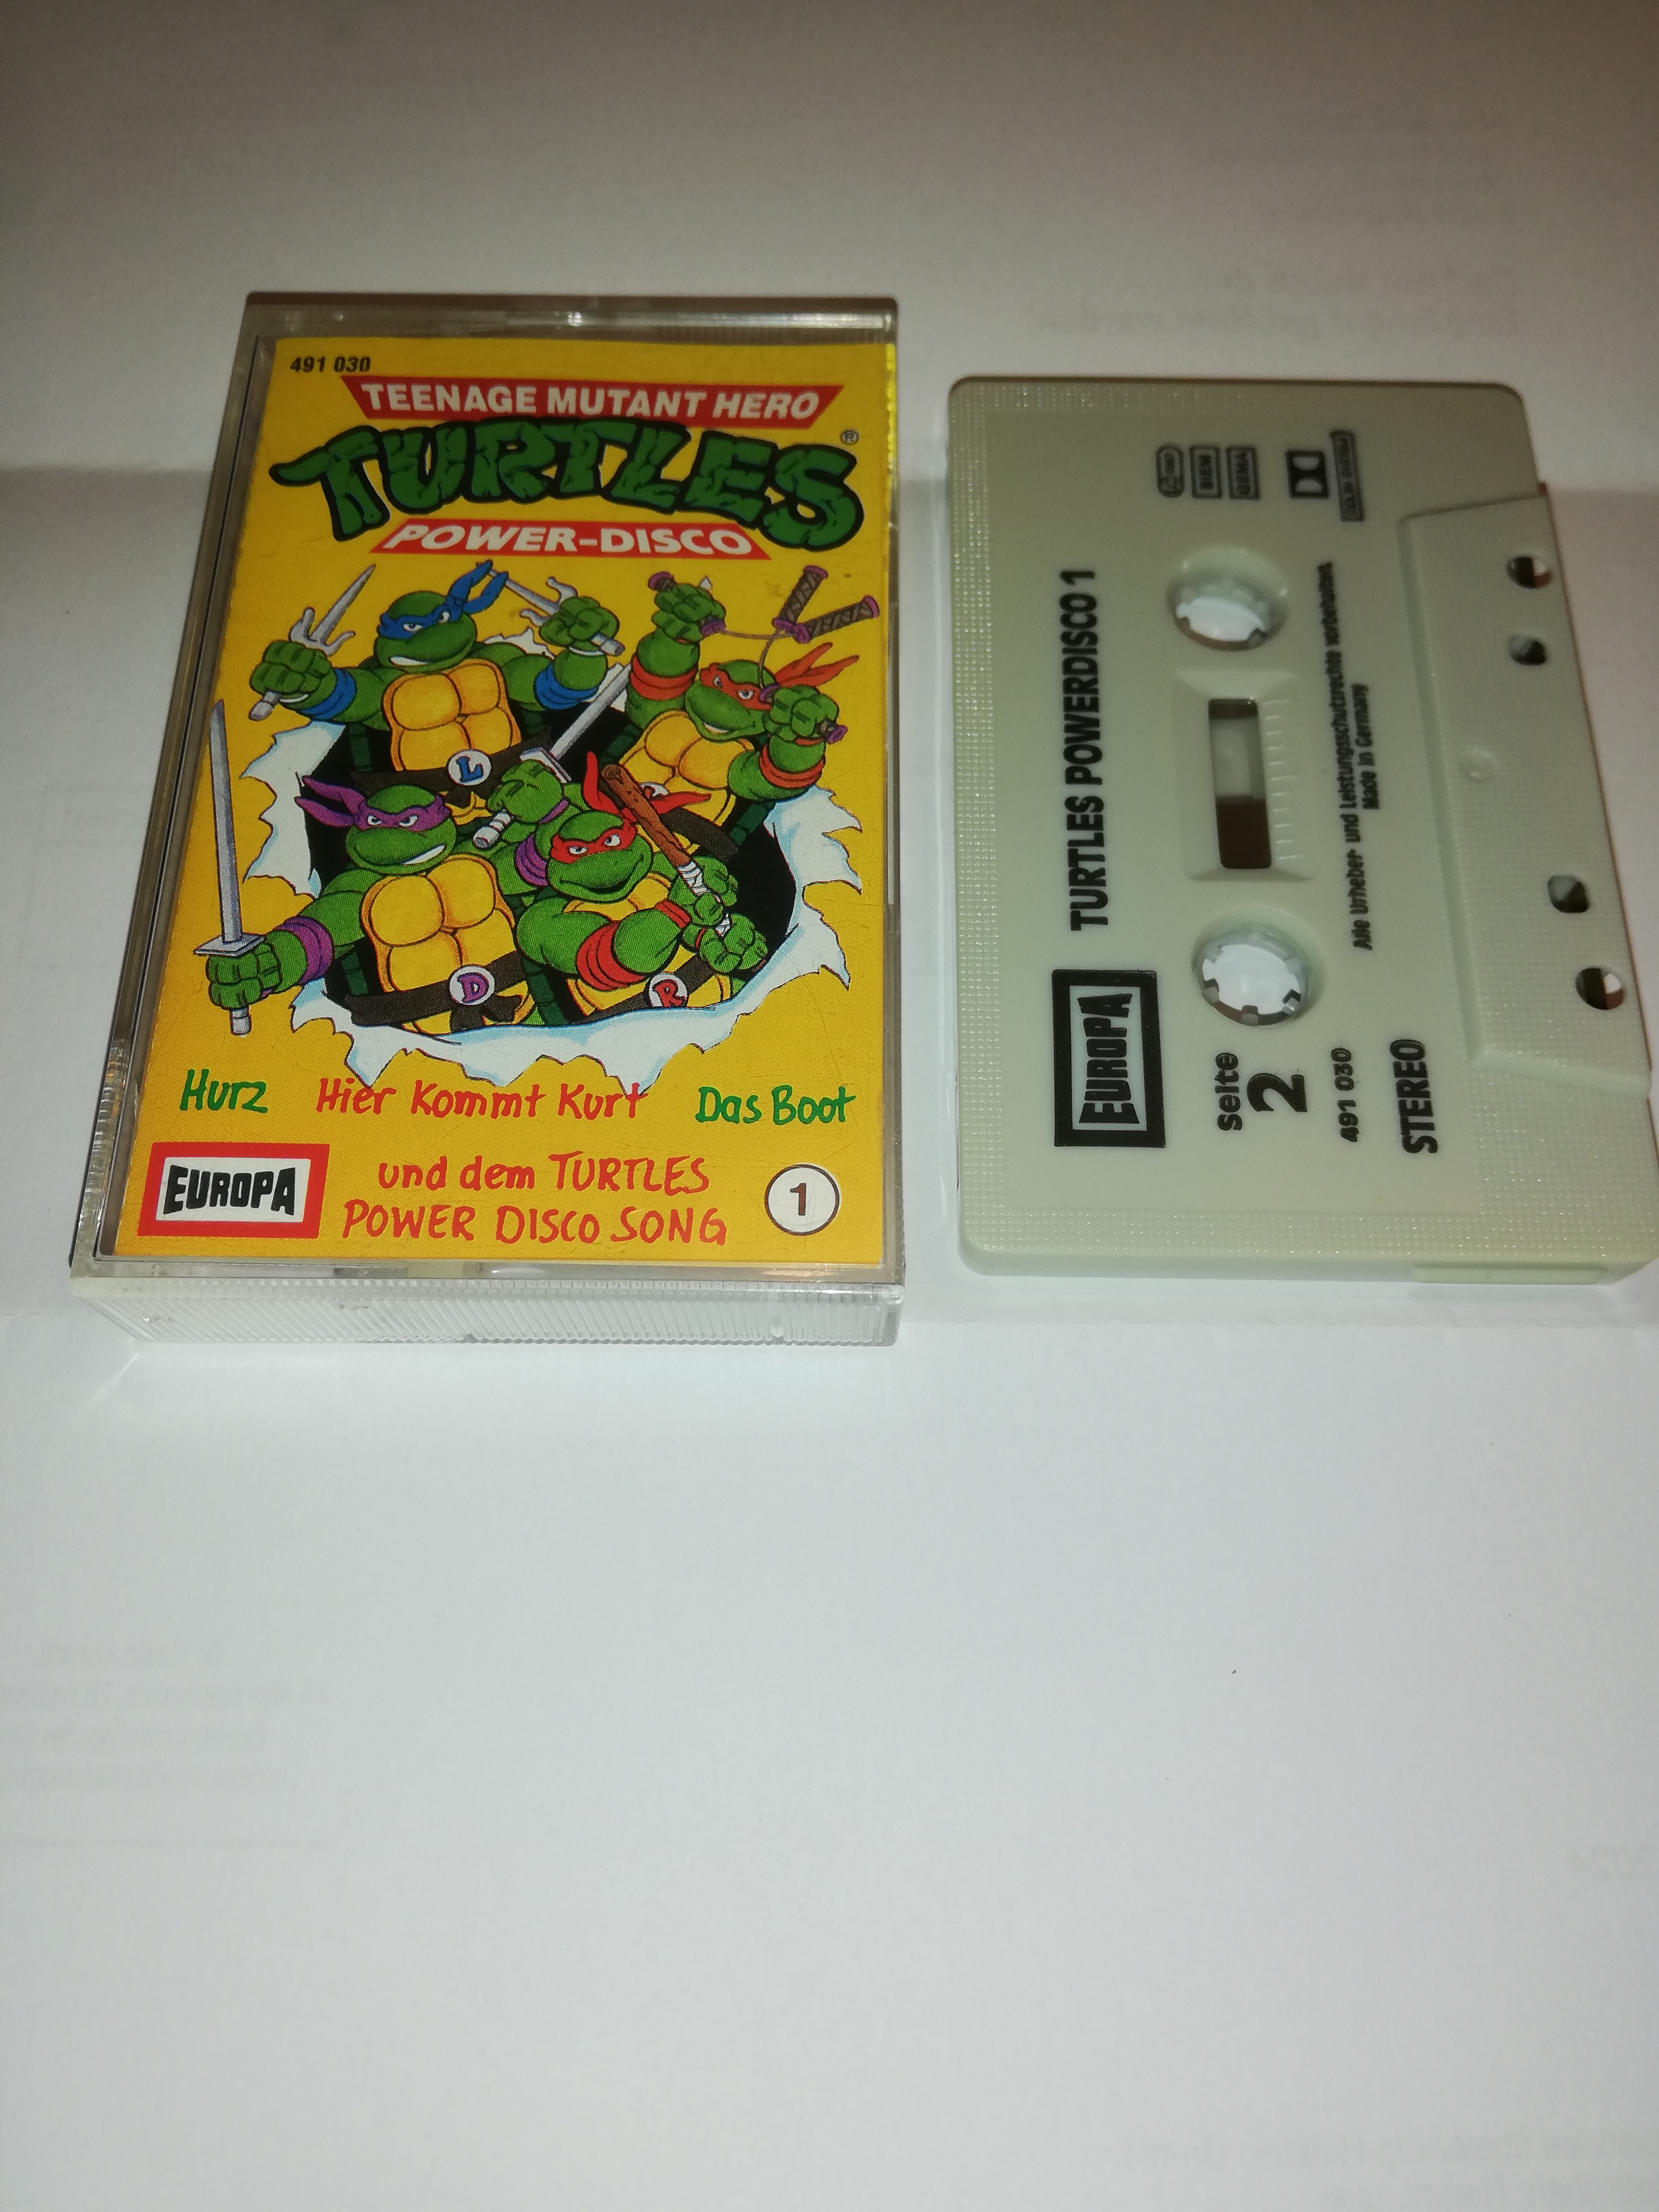 491 030
TEENAGE MUTANT HERO
TURTLES®
POWER-DISCO
L
D
R
Hurz Hier Kommt Kurt Das Boot
EUROPA
und dem TURTLES
POWER DISCO SONG
1
EUROPA
TURTLES POWERDISCO 1
Seite
2
491 030
STEREO
Alle Urheber und Leistungsschutzrechte vorbehalten.
Made in Germany
BIEM
GEMA